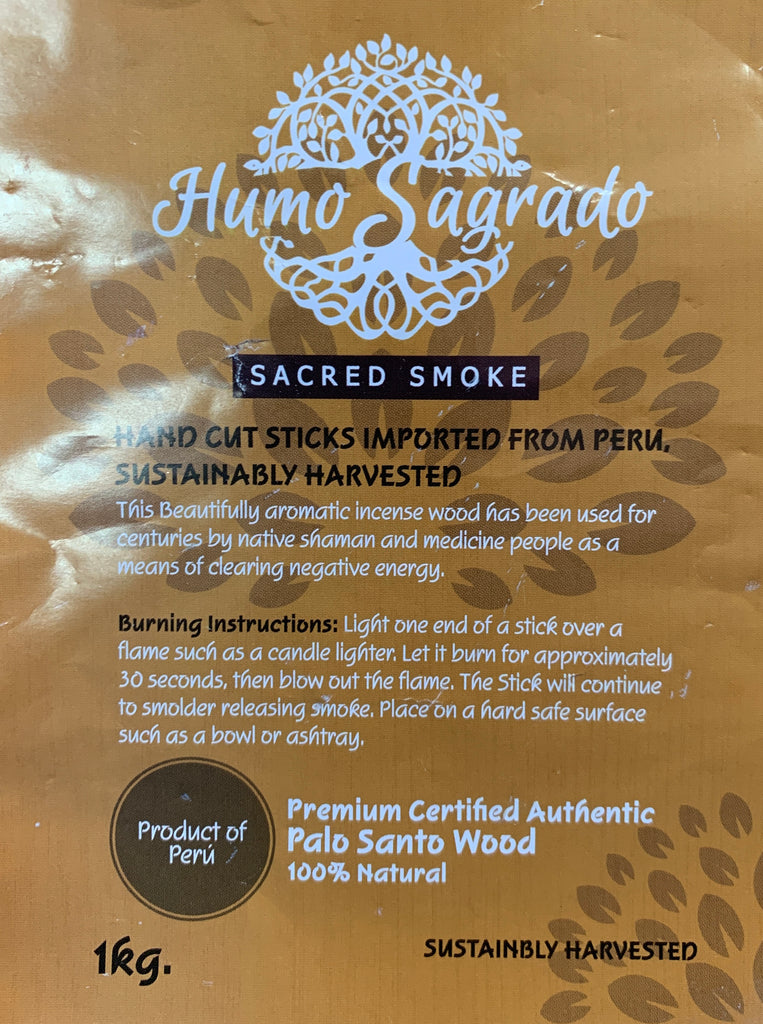 Humo Sagrado
SACRED SMOKE
HAND CUT STICKS IMPORTED FROM PERU,
SUSTAINABLY HARVESTED
This Beautifully aromatic incense wood has been used for
centuries by native shaman and medicine people as a
means of clearing negative energy.
Burning Instructions: Light one end of a stick over a
flame such as a candle lighter. Let it burn for approximately
30 seconds, then blow out the flame. The Stick will continue
to smolder releasing smoke. Place on a hard safe surface
such as a bowl or ashtray.
Product of
Perú
Premium Certified Authentic
Palo Santo Wood
100% Natural
1kg.
SUSTAINBLY HARVESTED